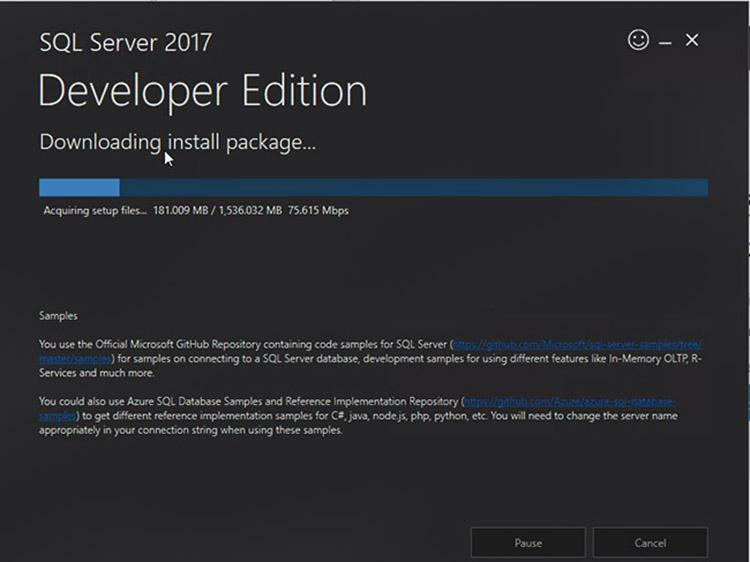 SQL Server 2017
Developer Edition
Downloading install package...
Acquiring setup files... 181.009 MB / 1,536.032 MB 75.615 Mbps
Samples
You use the Official Microsoft GitHub Repository containing code samples for SQL Server (https://github.com/Microsoft/sql-server-samples/tree/
master/samples) for samples on connecting to a SQL Server database, development samples for using different features like In-Memory OLTP, R-
Services and much more.
You could also use Azure SQL Database Samples and Reference Implementation Repository (https://github.com/Azure/azure-sql-database-
samples) to get different reference implementation samples for C#, java, node.js, php, python, etc. You will need to change the server name
appropriately in your connection string when using these samples.
Pause
Cancel